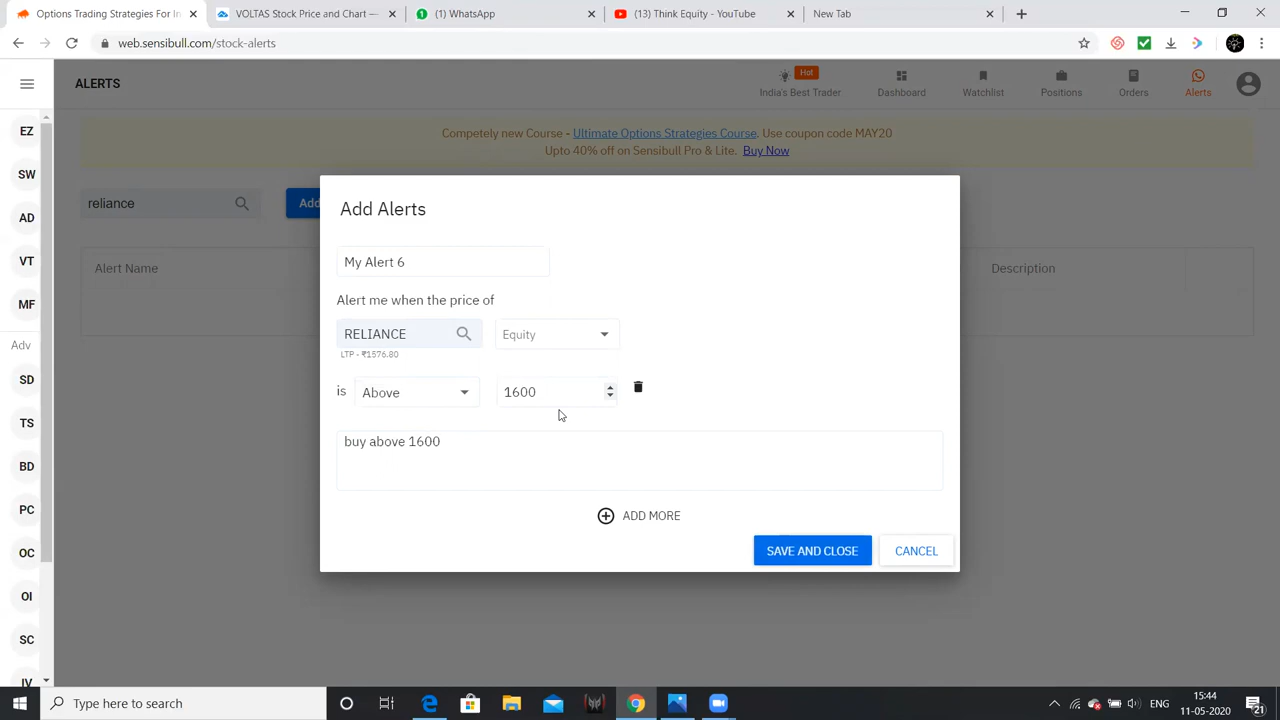 Options Trading Strategies For In
VOLTAS Stock Price and Chart —
(1) WhatsApp
(13) Think Equity - YouTube
New Tab
web.sensibull.com/stock-alerts
ALERTS
Hot
India's Best Trader
Dashboard
Watchlist
Positions
Orders
Alerts
Competely new Course - Ultimate Options Strategies Course. Use coupon code MAY20
Upto 40% off on Sensibull Pro & Lite. Buy Now
EZ
SW
AD
VT
MF
Adv
SD
TS
BD
PC
OC
OI
SC
IV
reliance
Add
Alert Name
Description
Add Alerts
My Alert 6
Alert me when the price of
RELIANCE
Equity
LTP - ₹1576.80
is
Above
1600
buy above 1600
ADD MORE
SAVE AND CLOSE
CANCEL
Type here to search
ENG
15:44
11-05-2020
21